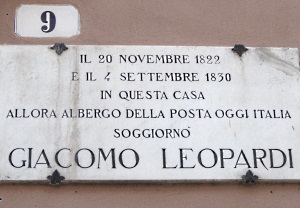 9
IL 20 NOVEMBRE 1822
E IL 4 SETTEMBRE 1830
IN QUESTA CASA
ALLORA ALBERGO DELLA POSTA OGGI ITALIA
SOGGIORNÒ
GIACOMO LEOPARDI